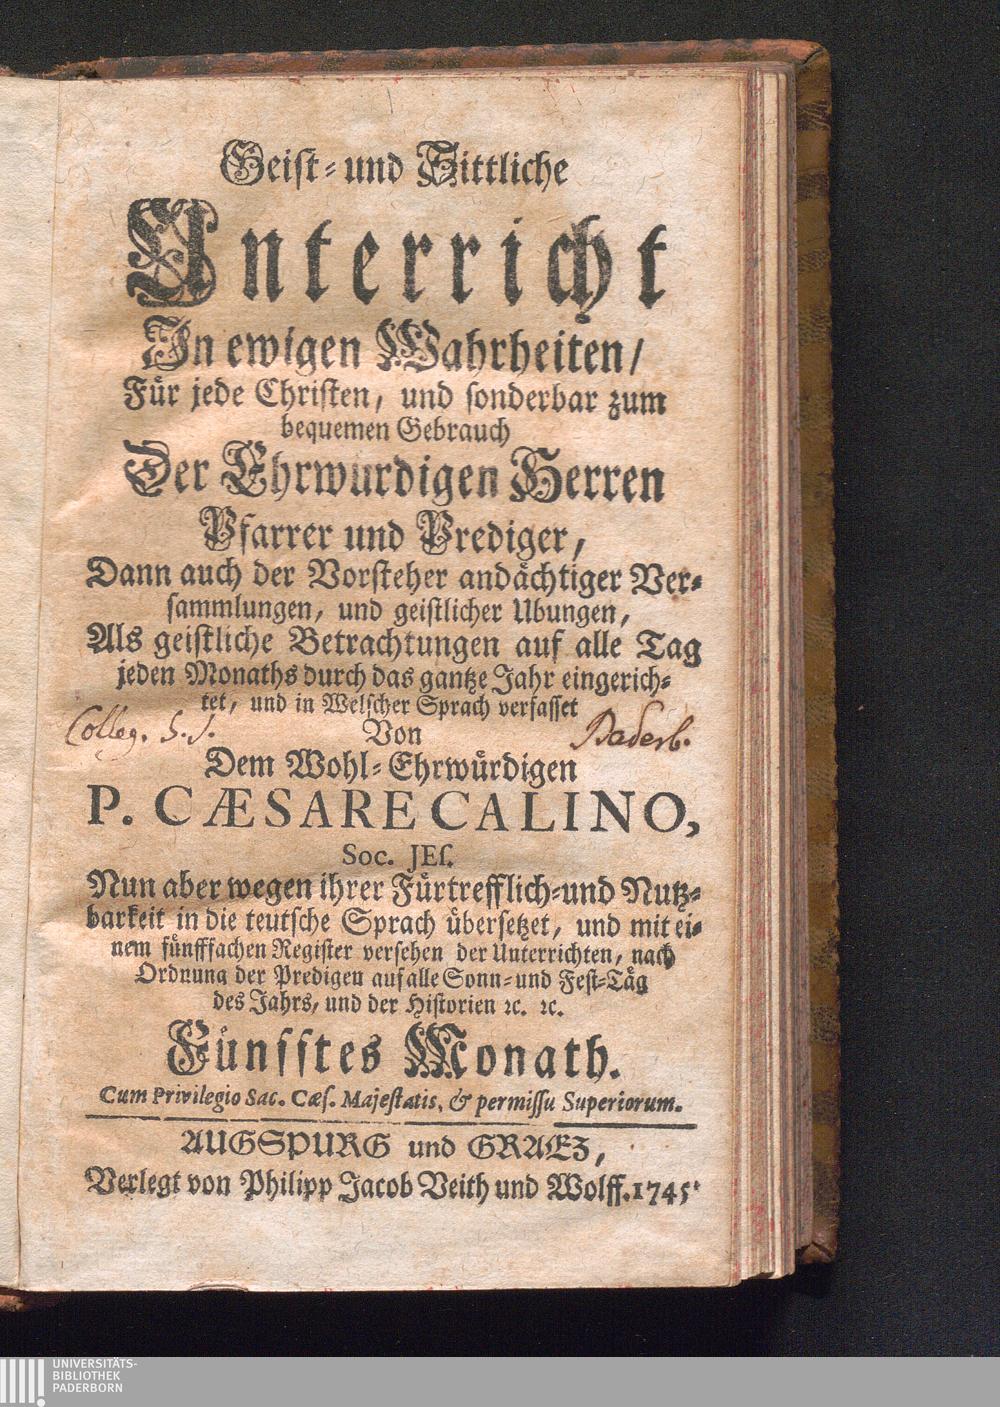 Geist- und Sittliche
Unterricht
In ewigen Wahrheiten/
Für jede Christen, und sonderbar zum
bequemen Gebrauch
Der Ehrwürdigen Herren
Pfarrer und Prediger,
Dann auch der Vorsteher andächtiger Ver-
sammlungen, und geistlicher Ubungen,
Als geistliche Betrachtungen auf alle Tag
jeden Monaths durch das gantze Jahr eingerich-
tet, und in Welscher Sprach verfasset
Colleg. S. J. Von Paderb.
Dem Wohl-Ehrwürdigen
P. CÆSARE CALINO,
Soc. JEſ.
Nun aber wegen ihrer Fürtrefflich- und Nutz-
barkeit in die teutsche Sprach übersetzet, und mit ei-
nem fünfffachen Register versehen der Unterrichten, nach
Ordnung der Predigen auf alle Sonn- und Fest-Täg
des Jahrs, und der Historien ꝛc. ꝛc.
Fünfftes Monath.
Cum Privilegio Sac. Cæſ. Majeſtatis, & permiſſu Superiorum.
AUGSPURG und GRAEZ,
Verlegt von Philipp Jacob Veith und Wolff. 1745.
UNIVERSITÄTS-
BIBLIOTHEK
PADERBORN